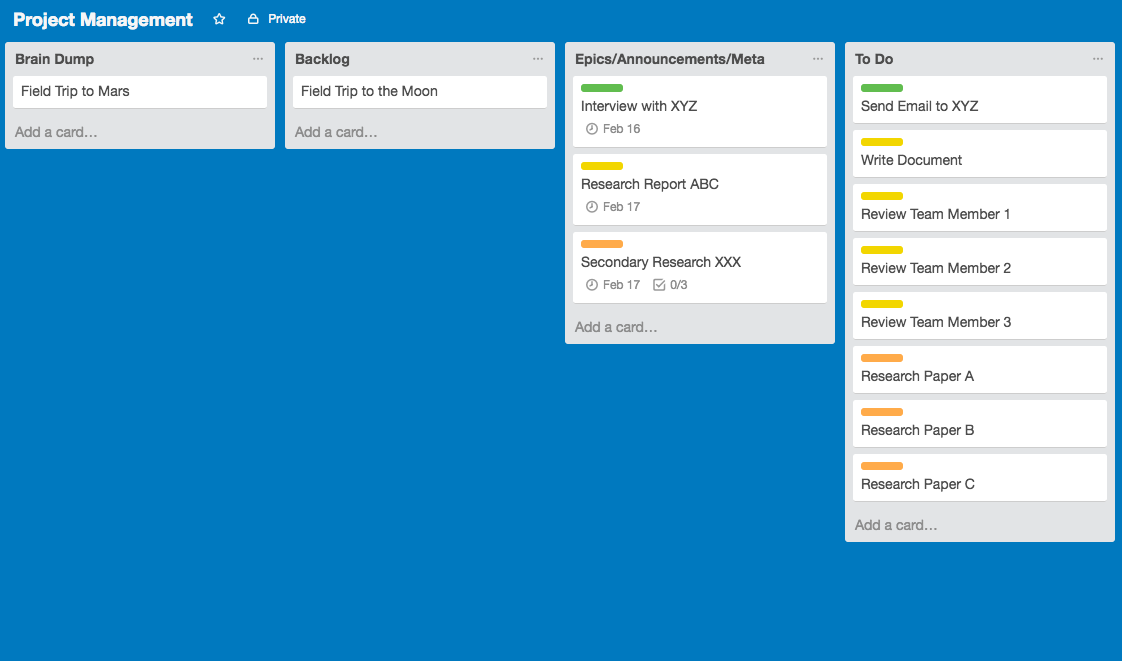 Project Management
Private
Brain Dump
Field Trip to Mars
Add a card…
Backlog
Field Trip to the Moon
Add a card…
Epics/Announcements/Meta
Interview with XYZ
Feb 16
Research Report ABC
Feb 17
Secondary Research XXX
Feb 17 0/3
Add a card…
To Do
Send Email to XYZ
Write Document
Review Team Member 1
Review Team Member 2
Review Team Member 3
Research Paper A
Research Paper B
Research Paper C
Add a card…